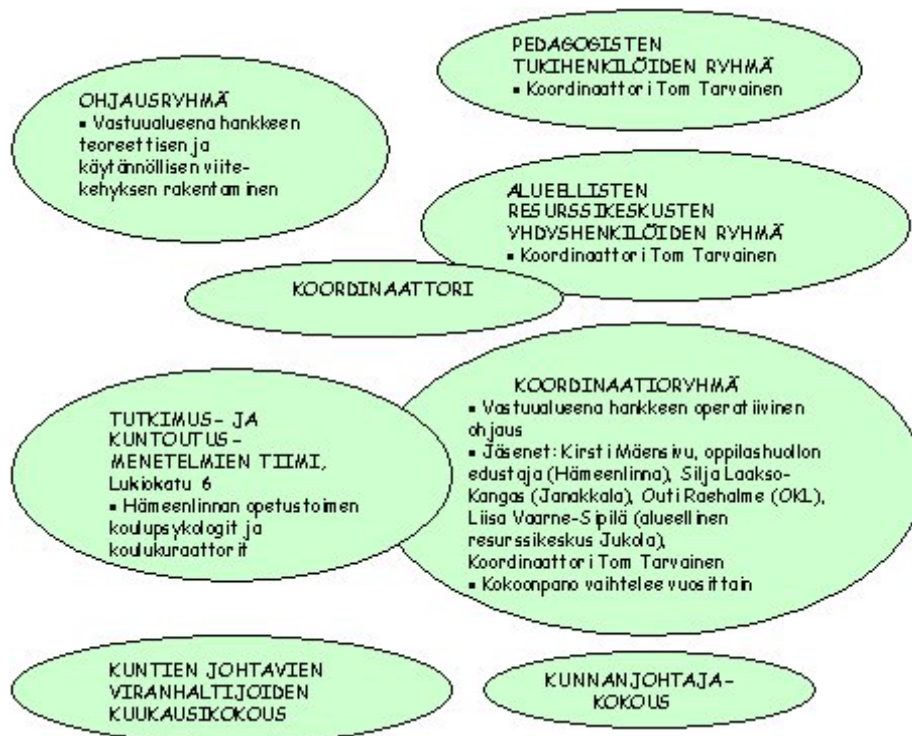 PEDAGOGISTEN
TUKIHENKILÖIDEN RYHMÄ
▪ Koordinaattori Tom Tarvainen
OHJAUSRYHMÄ
▪ Vastuualueena hankkeen
teoreettisen ja
käytännöllisen viite-
kehyksen rakentaminen
ALUEELLISTEN
RESURSSIKESKUSTEN
YHDYSHENKILÖIDEN RYHMÄ
▪ Koordinaattori Tom Tarvainen
KOORDINAATTORI
KOORDINAATIORYHMÄ
▪ Vastuualueena hankkeen operatiivinen
ohjaus
▪ Jäsenet: Kirsti Mäensivu, oppilashuollon
edustaja (Hämeenlinna), Silja Laakso-
Kangas (Janakkala), Outi Raehalme (OKL),
Liisa Vaarne-Sipilä (alueellinen
resurssikeskus Jukola),
Koordinaattori Tom Tarvainen
▪ Kokoonpano vaihtelee vuosittain
TUTKIMUS- JA
KUNTOUTUS-
MENETELMIEN TIIMI,
Lukiokatu 6
▪ Hämeenlinnan opetustoimen
koulupsykologit ja
koulukuraattorit
KUNTIEN JOHTAVIEN
VIRANHALTIJOIDEN
KUUKAUSIKOKOUS
KUNNANJOHTAJA-
KOKOUS